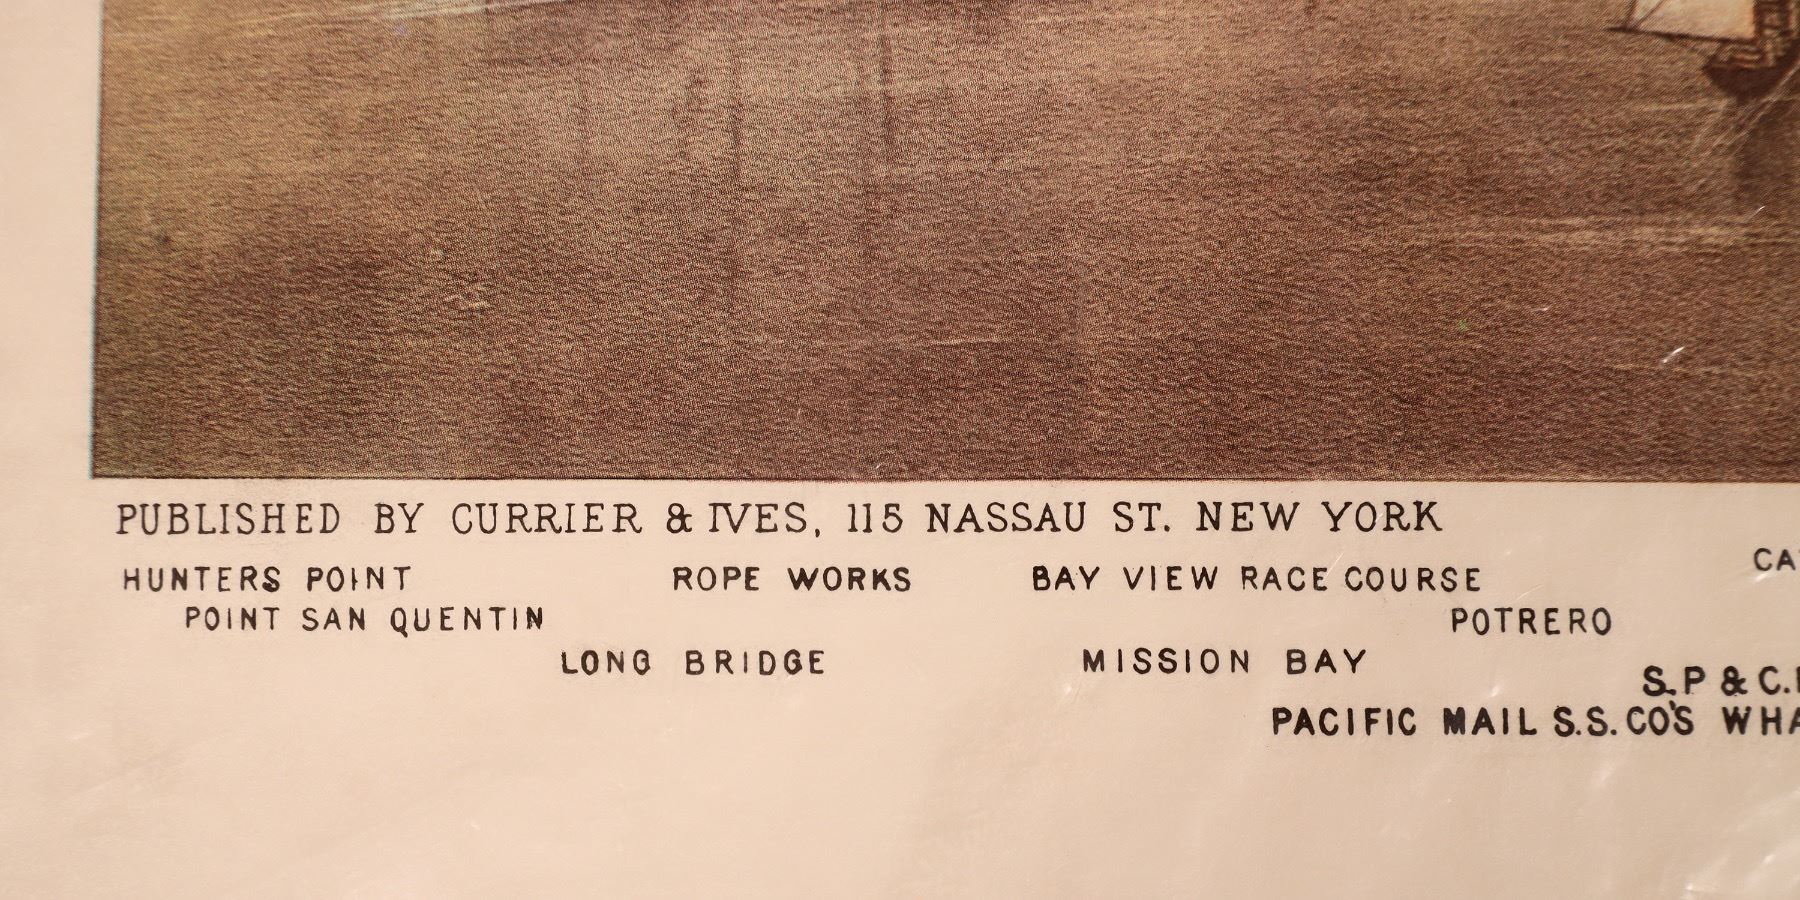 PUBLISHED BY CURRIER & IVES, 115 NASSAU ST. NEW YORK
HUNTERS POINT ROPE WORKS BAY VIEW RACE COURSE
POINT SAN QUENTIN POTRERO
LONG BRIDGE MISSION BAY
S.P & C.
PACIFIC MAIL S.S. CO'S